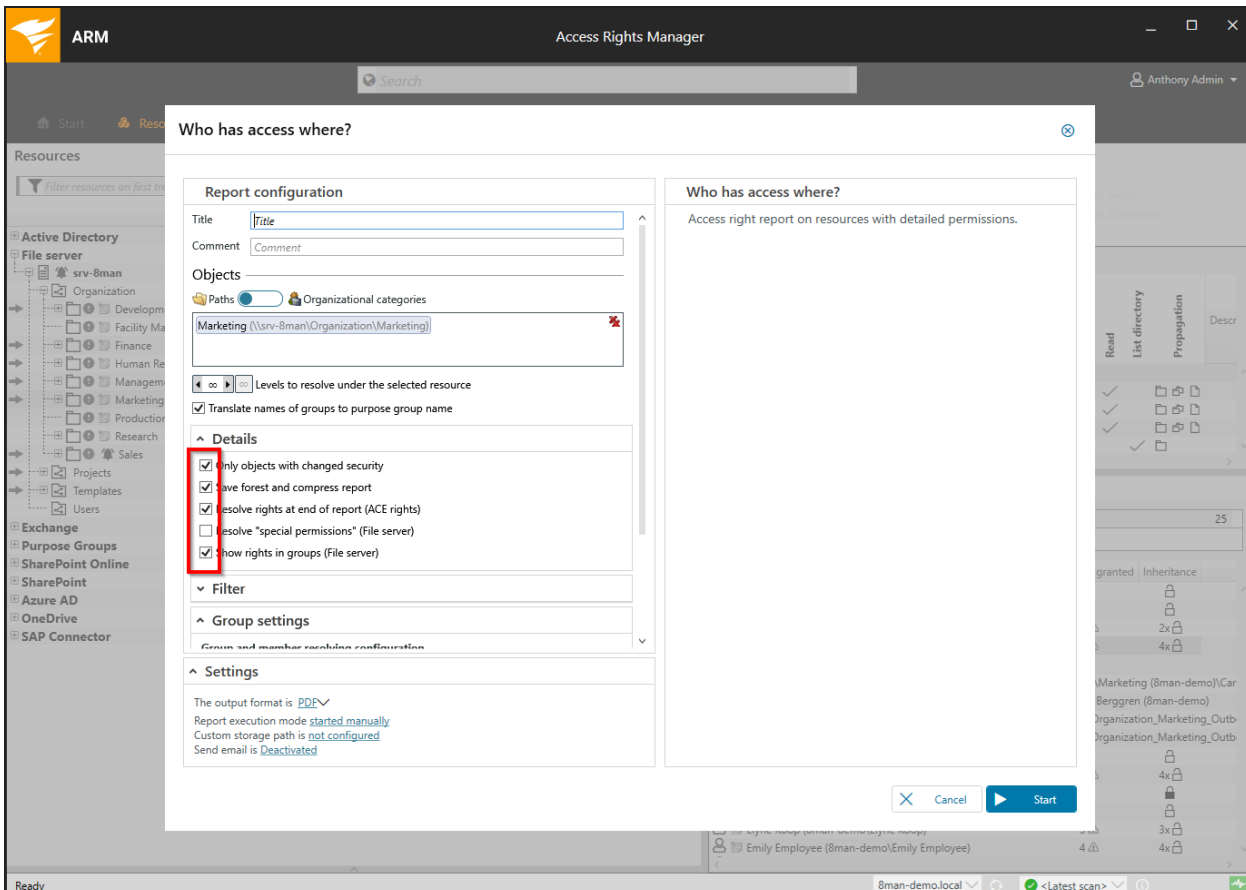 ARM
Access Rights Manager
Search
Anthony Admin
Start
Reso
Resources
Filter resources on first tre
Active Directory
File server
srv-8man
Organization
Developm
Facility Ma
Finance
Human Re
Managem
Marketing
Production
Research
Sales
Projects
Templates
Users
Exchange
Purpose Groups
SharePoint Online
SharePoint
Azure AD
OneDrive
SAP Connector
Who has access where?
Report configuration
Title
Title
Comment
Comment
Objects
Paths
Organizational categories
Marketing (\\srv-8man\Organization\Marketing)
∞ ∞ Levels to resolve under the selected resource
Translate names of groups to purpose group name
Details
Only objects with changed security
Save forest and compress report
Resolve rights at end of report (ACE rights)
Resolve "special permissions" (File server)
Show rights in groups (File server)
Filter
Group settings
Group and member resolving configuration
Settings
The output format is PDF
Report execution mode started manually
Custom storage path is not configured
Send email is Deactivated
Who has access where?
Access right report on resources with detailed permissions.
Cancel
Start
Read
List directory
Propagation
Descr
25
granted
Inheritance
2x
4x
\Marketing (8man-demo)\Car
Berggren (8man-demo)
Organization_Marketing_Outb
Organization_Marketing_Outb
4x
3x
Emily Employee (8man-demo\Emily Employee)
4
4x
Ready
8man-demo.local
<Latest scan>